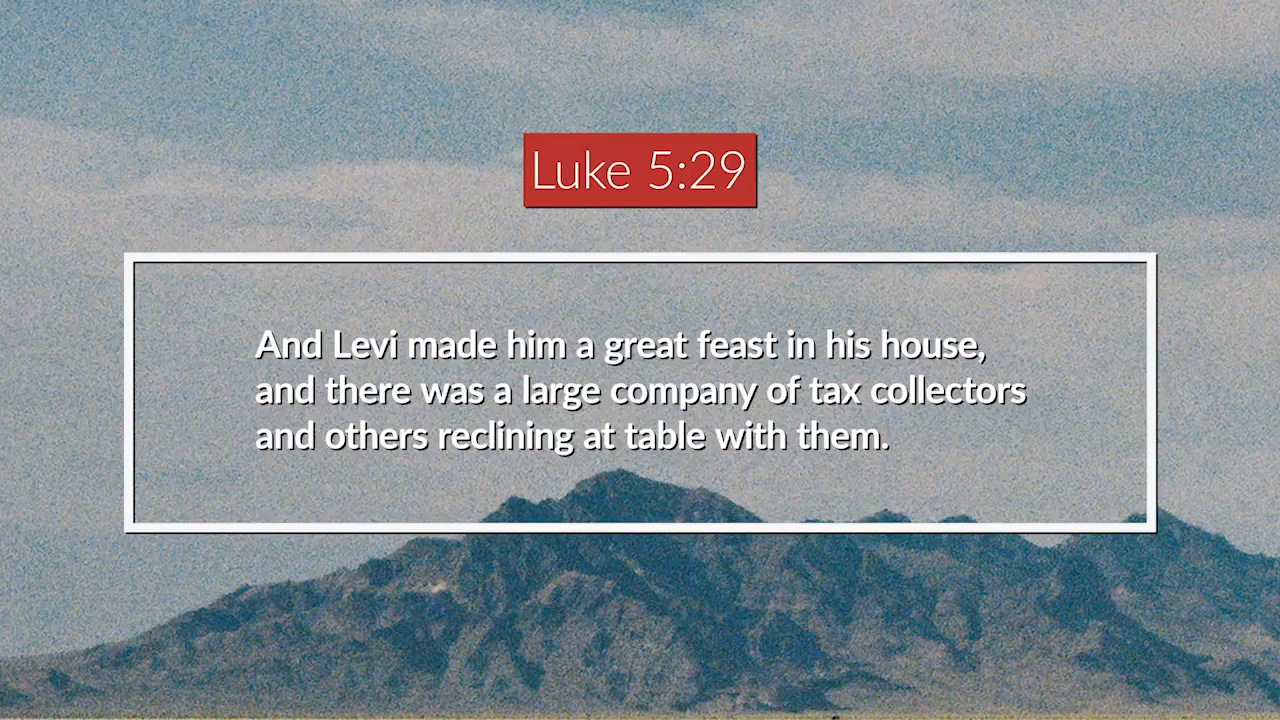 Luke 5:29
And Levi made him a great feast in his house,
and there was a large company of tax collectors
and others reclining at table with them.